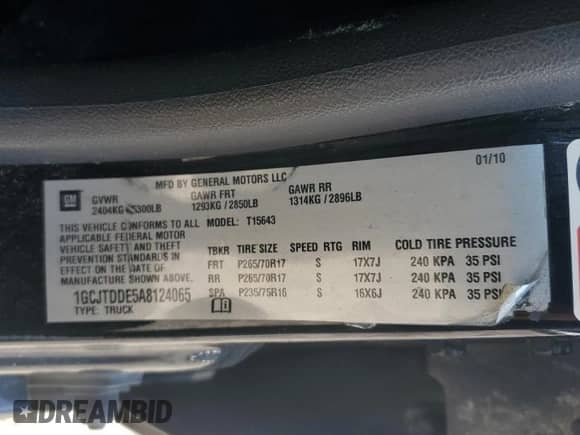 MFD BY GENERAL MOTORS LLC
01/10
GM
GVWR GAWR FRT GAWR RR
2404KG 5300LB 1293KG/2850LB 1314KG/2896LB
THIS VEHICLE CONFORMS TO ALL MODEL: T15643
APPLICABLE FEDERAL MOTOR
VEHICLE SAFETY AND THEFT
PREVENTION STANDARDS IN
EFFECT ON THE DATE OF
MANUFACTURE SHOWN ABOVE.
1GCJTDDE5A8124065
TYPE: TRUCK
TBKR TIRE SIZE SPEED RTG RIM COLD TIRE PRESSURE
FRT P265/70R17 S 17X7J 240 KPA 35 PSI
RR P265/70R17 S 17X7J 240 KPA 35 PSI
SPA P235/75R16 S 16X6J 240 KPA 35 PSI
DREAMBID